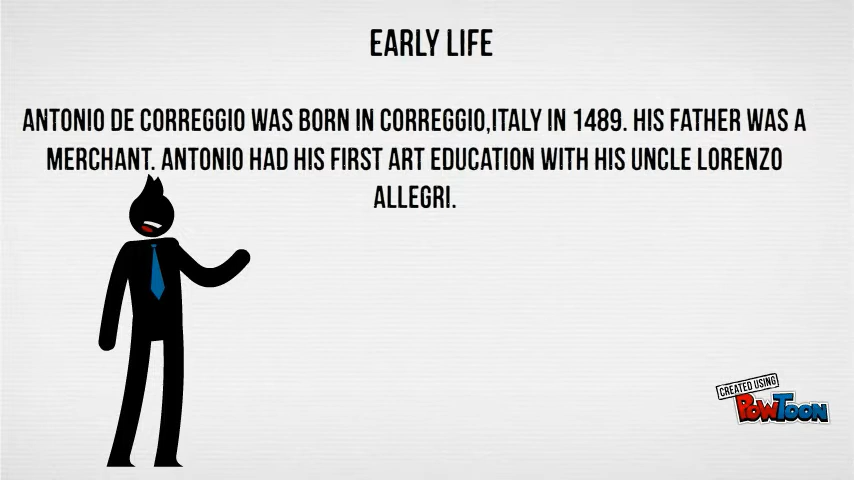 EARLY LIFE
ANTONIO DE CORREGGIO WAS BORN IN CORREGGIO,ITALY IN 1489. HIS FATHER WAS A
MERCHANT. ANTONIO HAD HIS FIRST ART EDUCATION WITH HIS UNCLE LORENZO
ALLEGRI.
CREATED USING
POWTOON